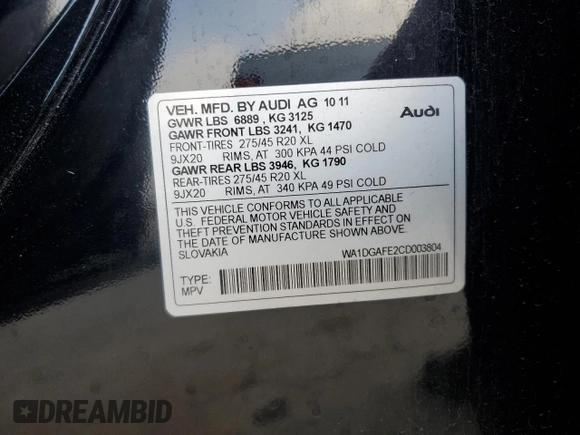 VEH. MFD. BY AUDI AG 10 11
Audi
GVWR LBS 6889, KG 3125
GAWR FRONT LBS 3241, KG 1470
FRONT-TIRES 275/45 R20 XL
9JX20 RIMS, AT 300 KPA 44 PSI COLD
GAWR REAR LBS 3946, KG 1790
REAR-TIRES 275/45 R20 XL
9JX20 RIMS, AT 340 KPA 49 PSI COLD
THIS VEHICLE CONFORMS TO ALL APPLICABLE
U.S. FEDERAL MOTOR VEHICLE SAFETY AND
THEFT PREVENTION STANDARDS IN EFFECT ON
THE DATE OF MANUFACTURE SHOWN ABOVE.
SLOVAKIA
WA1DGAFE2CD003804
TYPE:
MPV
DREAMBID